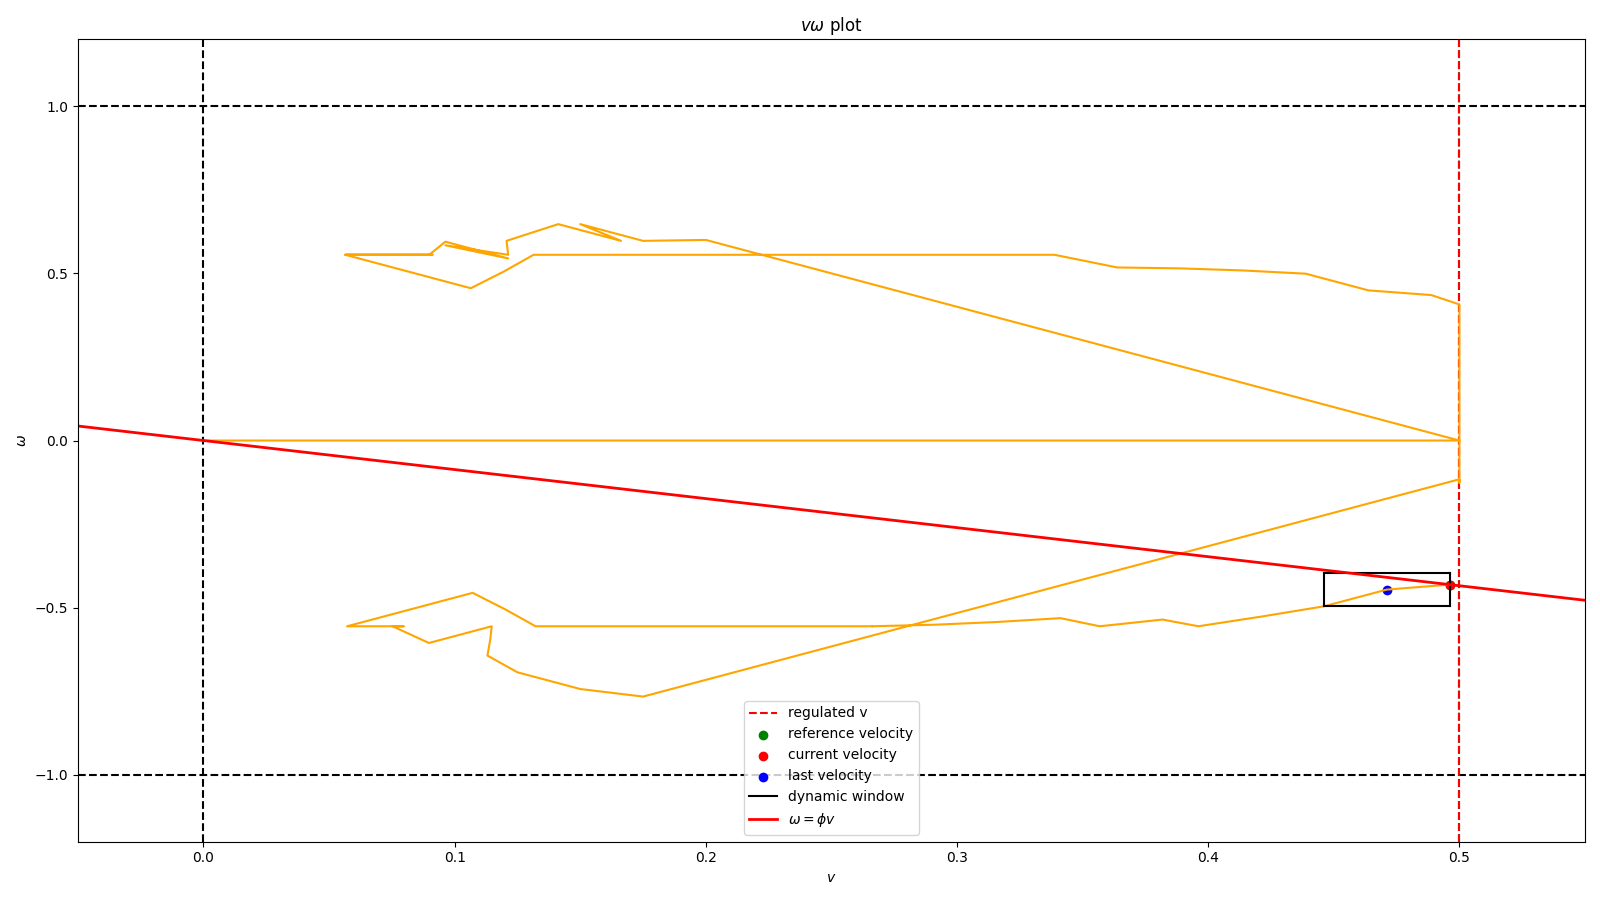 vω plot
1.0
0.5
0.0
−0.5
−1.0
ω
0.0
0.1
0.2
0.3
0.4
0.5
v
regulated v
reference velocity
current velocity
last velocity
dynamic window
ω = ϕv